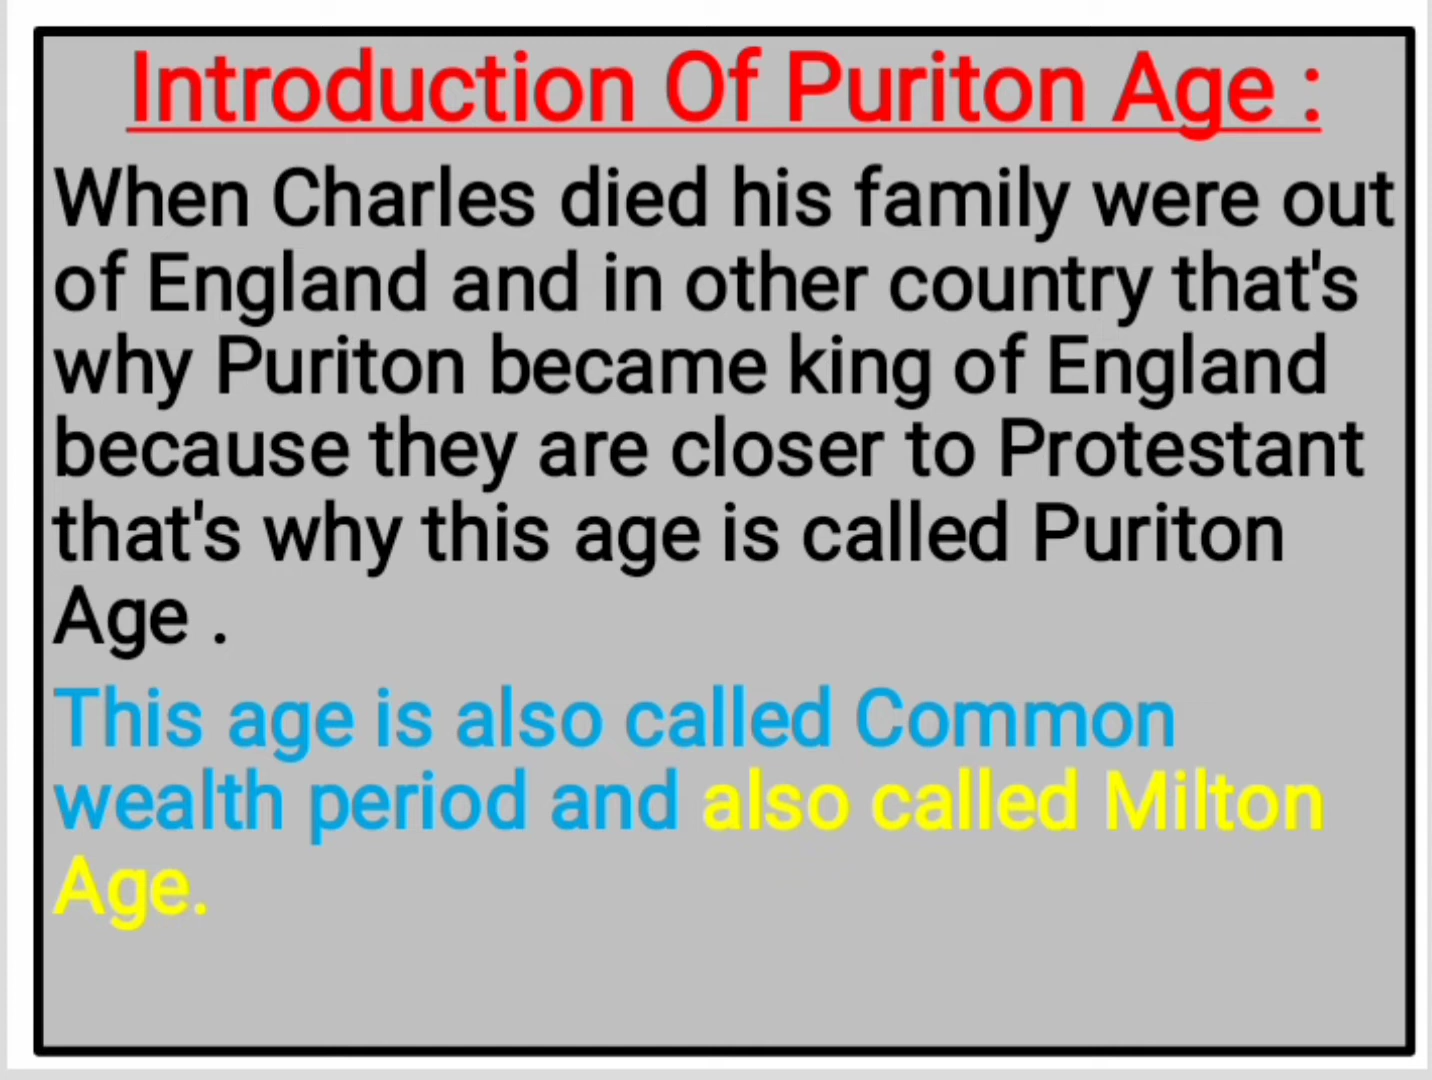 Introduction Of Puriton Age :
When Charles died his family were out
of England and in other country that's
why Puriton became king of England
because they are closer to Protestant
that's why this age is called Puriton
Age .
This age is also called Common
wealth period and also called Milton
Age.